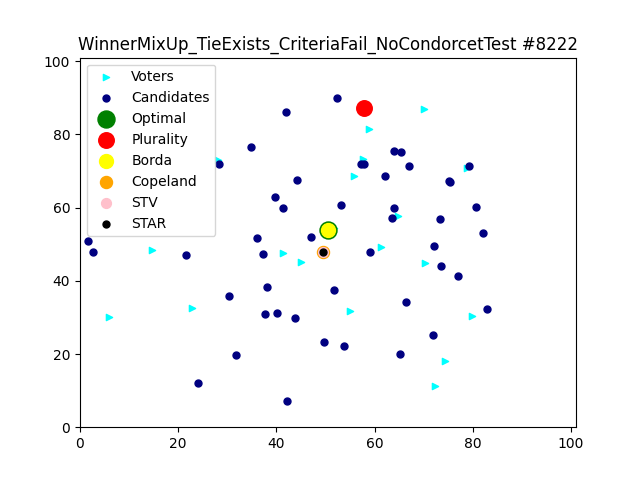 WinnerMixUp_TieExists_CriteriaFail_NoCondorcetTest #8222
100
80
60
40
20
0
Voters
Candidates
Optimal
Plurality
Borda
Copeland
STV
STAR
0 20 40 60 80 100